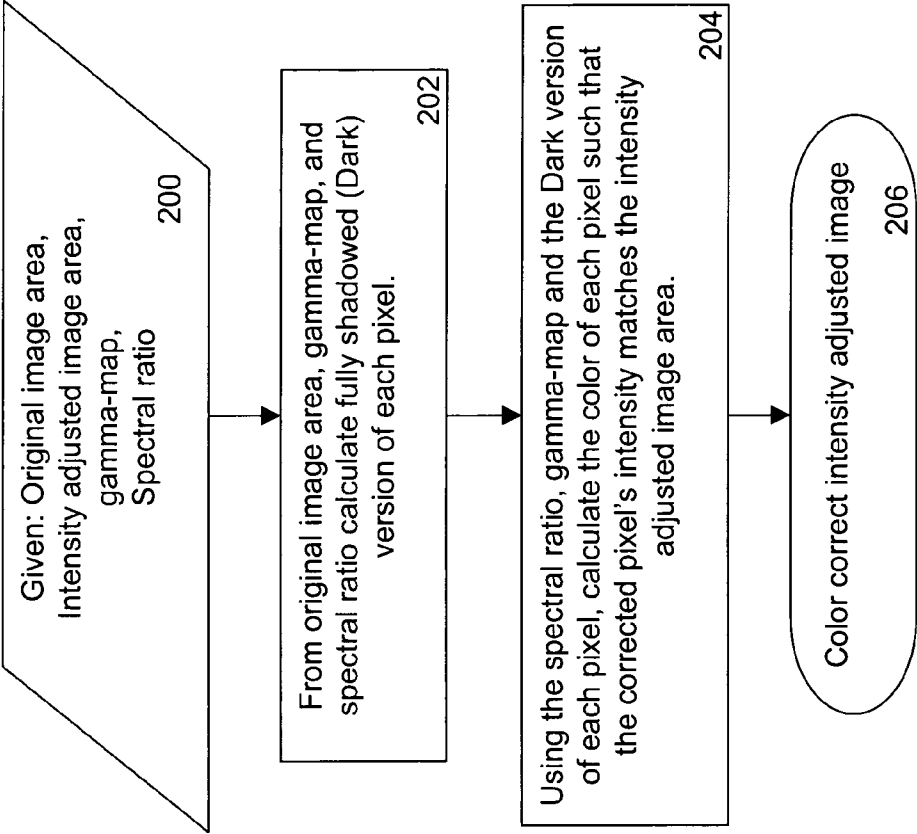 Given: Original image area,
Intensity adjusted image area,
gamma-map,
Spectral ratio
200
From original image area, gamma-map, and
spectral ratio calculate fully shadowed (Dark)
version of each pixel.
202
Using the spectral ratio, gamma-map and the Dark version
of each pixel, calculate the color of each pixel such that
the corrected pixel's intensity matches the intensity
adjusted image area.
204
Color correct intensity adjusted image
206